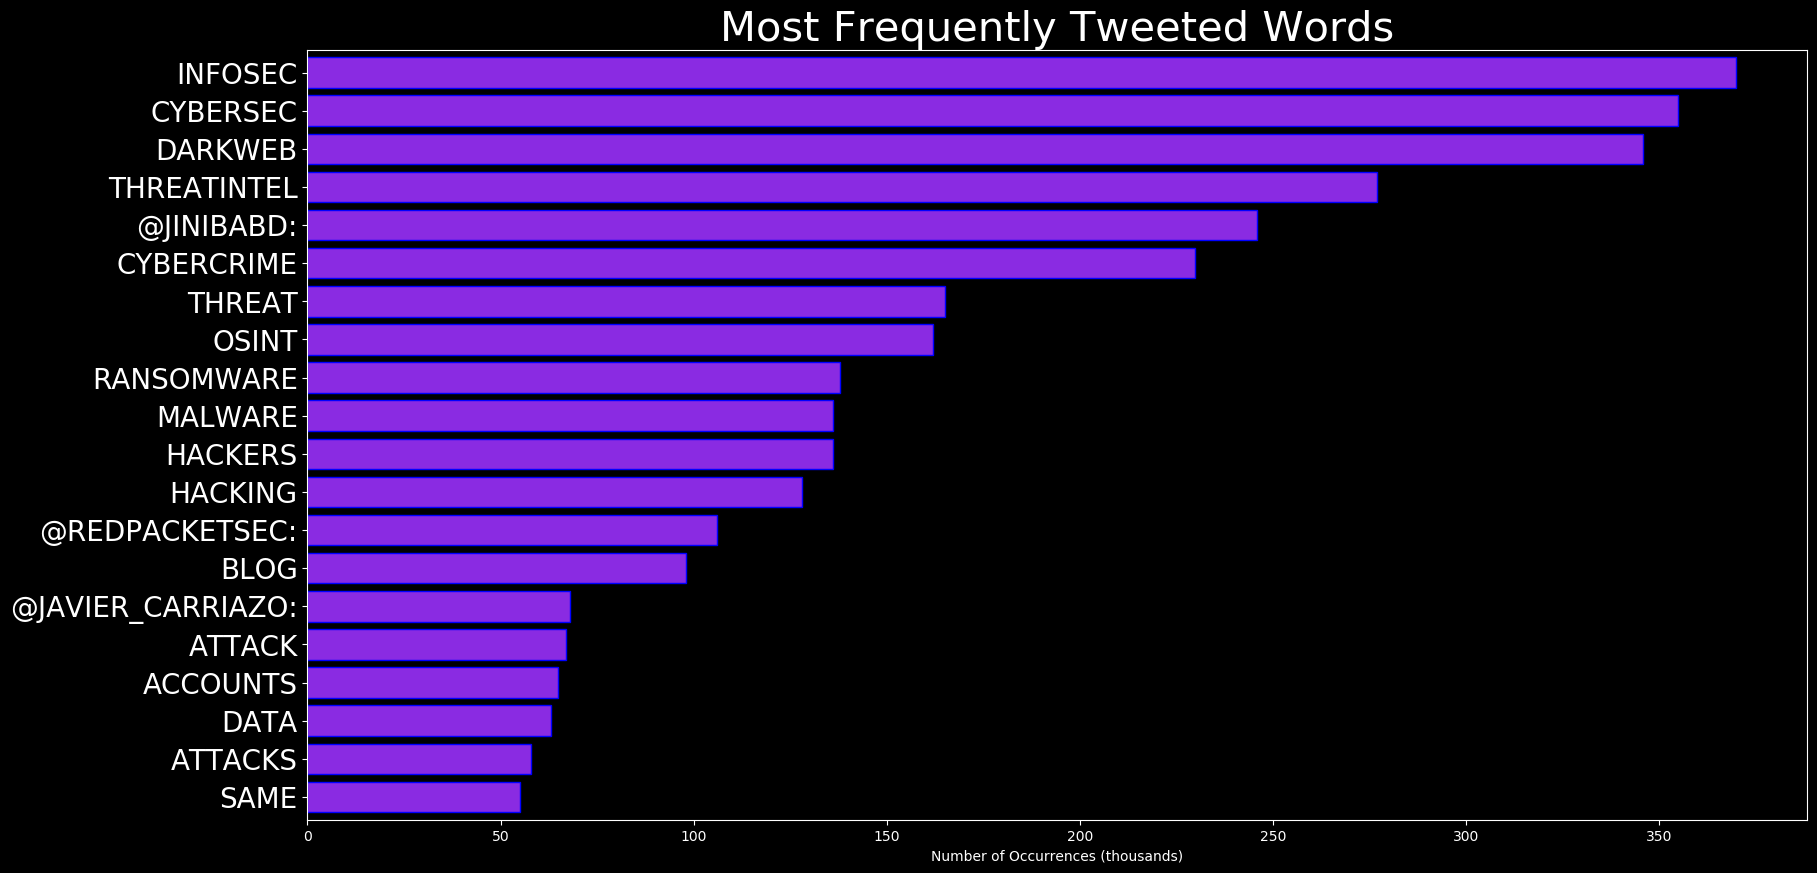 Most Frequently Tweeted Words
INFOSEC
CYBERSEC
DARKWEB
THREATINTEL
@JINIBABD:
CYBERCRIME
THREAT
OSINT
RANSOMWARE
MALWARE
HACKERS
HACKING
@REDPACKETSEC:
BLOG
@JAVIER_CARRIAZO:
ATTACK
ACCOUNTS
DATA
ATTACKS
SAME
0 50 100 150 200 250 300 350
Number of Occurrences (thousands)